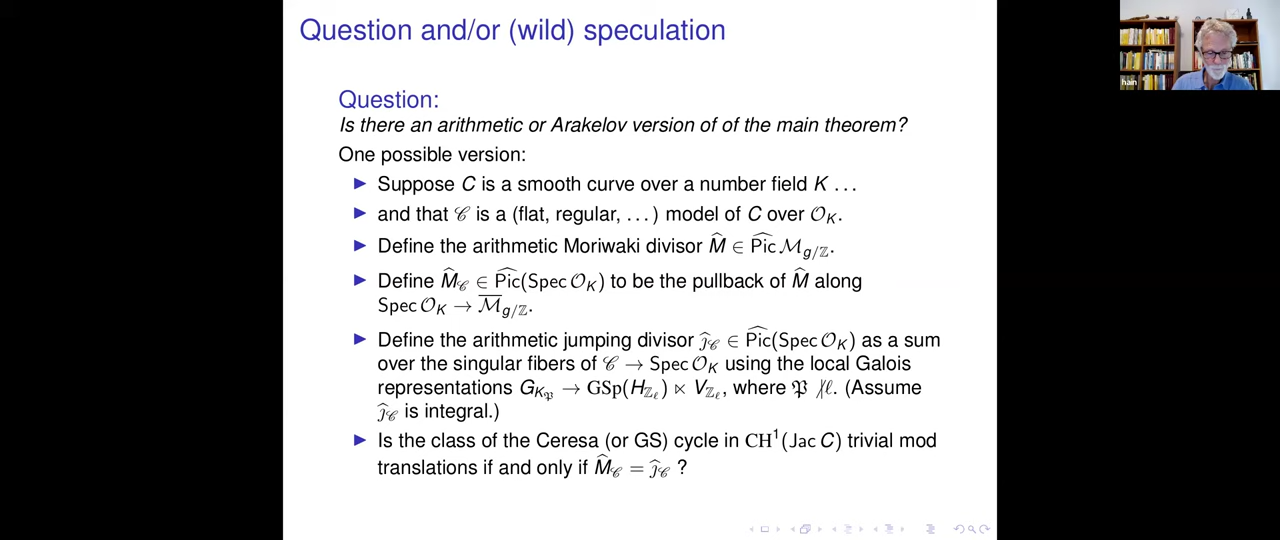 Question and/or (wild) speculation
hain
Question:
Is there an arithmetic or Arakelov version of of the main theorem?
One possible version:
▶ Suppose C is a smooth curve over a number field K …
▶ and that 𝒞 is a (flat, regular, …) model of C over 𝒪_K.
▶ Define the arithmetic Moriwaki divisor M̂ ∈ P̂ic ℳ_{g/ℤ}.
▶ Define M̂_𝒞 ∈ P̂ic(Spec 𝒪_K) to be the pullback of M̂ along
Spec 𝒪_K → ℳ̅_{g/ℤ}.
▶ Define the arithmetic jumping divisor ĵ_𝒞 ∈ P̂ic(Spec 𝒪_K) as a sum
over the singular fibers of 𝒞 → Spec 𝒪_K using the local Galois
representations G_{K_𝔓} → GSp(H_{ℤ_ℓ}) ⋉ V_{ℤ_ℓ}, where 𝔓 ∤ℓ. (Assume
ĵ_𝒞 is integral.)
▶ Is the class of the Ceresa (or GS) cycle in CH¹(Jac C) trivial mod
translations if and only if M̂_𝒞 = ĵ_𝒞 ?